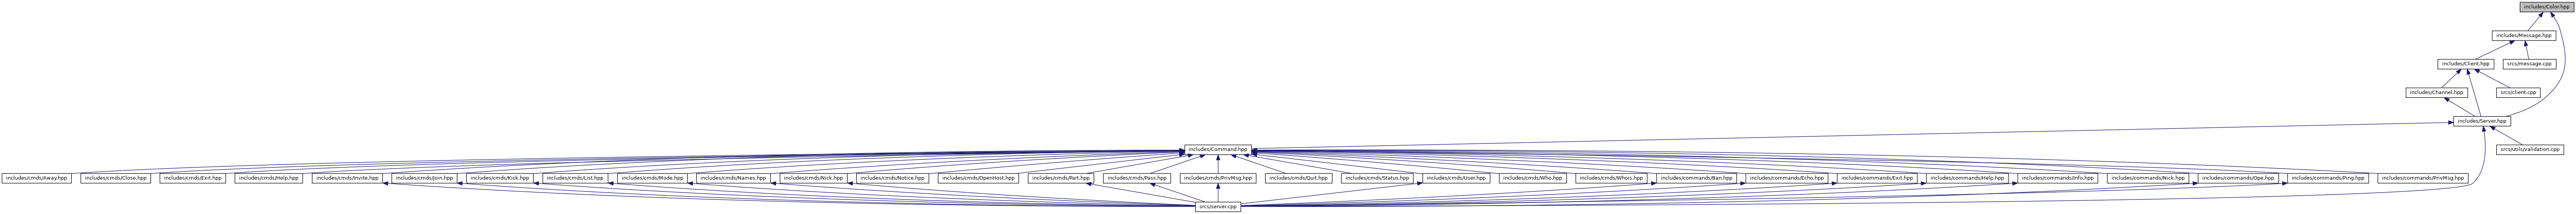 includes/Color.hpp
includes/Message.hpp
includes/Client.hpp
srcs/message.cpp
includes/Channel.hpp
srcs/client.cpp
includes/Server.hpp
includes/Command.hpp
srcs/utils/validation.cpp
includes/cmds/Away.hpp
includes/cmds/Close.hpp
includes/cmds/Exit.hpp
includes/cmds/Help.hpp
includes/cmds/Invite.hpp
includes/cmds/Join.hpp
includes/cmds/Kick.hpp
includes/cmds/List.hpp
includes/cmds/Mode.hpp
includes/cmds/Names.hpp
includes/cmds/Nick.hpp
includes/cmds/Notice.hpp
includes/cmds/OpenHost.hpp
includes/cmds/Part.hpp
includes/cmds/Pass.hpp
includes/cmds/PrivMsg.hpp
includes/cmds/Quit.hpp
includes/cmds/Status.hpp
includes/cmds/User.hpp
includes/cmds/Who.hpp
includes/cmds/Whois.hpp
includes/commands/Ban.hpp
includes/commands/Echo.hpp
includes/commands/Exit.hpp
includes/commands/Help.hpp
includes/commands/Info.hpp
includes/commands/Nick.hpp
includes/commands/Ope.hpp
includes/commands/Ping.hpp
includes/commands/PrivMsg.hpp
srcs/server.cpp